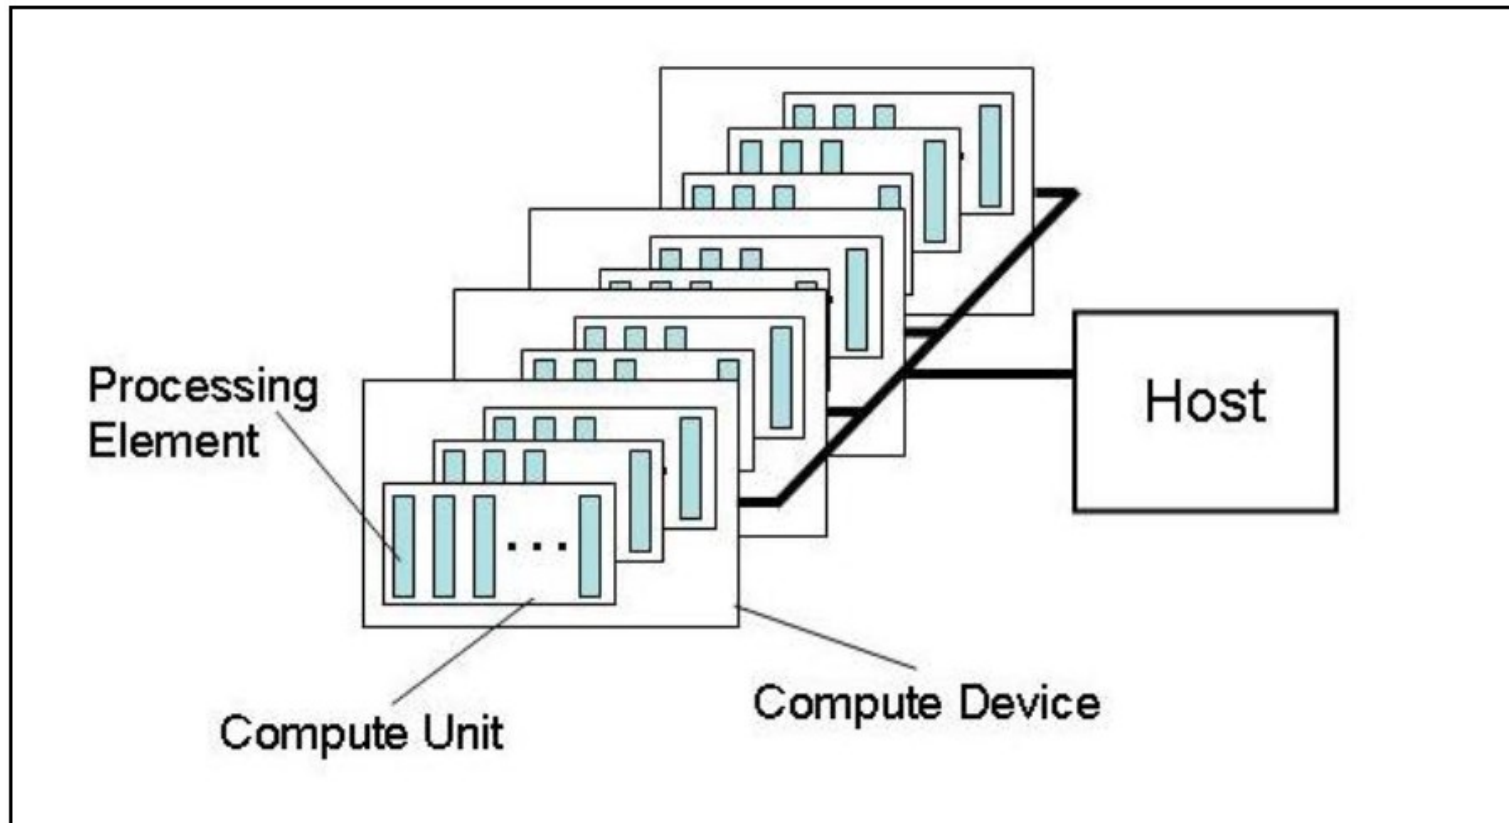 Processing
Element
Host
Compute Device
Compute Unit